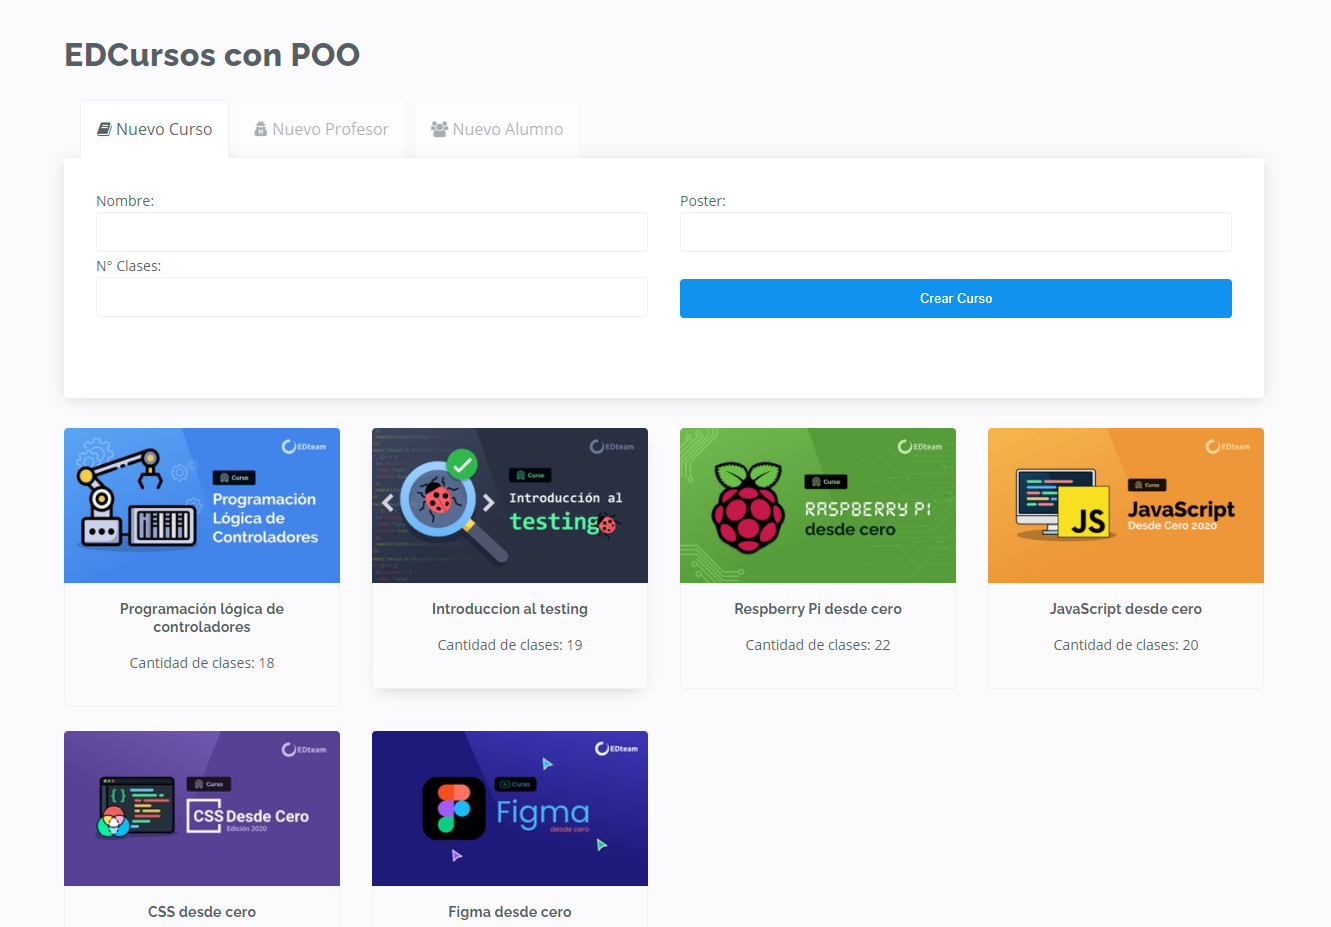 EDCursos con POO
Nuevo Curso
Nuevo Profesor
Nuevo Alumno
Nombre:
Poster:
N° Clases:
Crear Curso
EDteam
Curso
Programación
Lógica de
Controladores
Programación lógica de
controladores
Cantidad de clases: 18
EDteam
Curso
Introducción al
testing
Introduccion al testing
Cantidad de clases: 19
EDteam
Curso
RASPBERRY PI
desde cero
Respberry Pi desde cero
Cantidad de clases: 22
EDteam
Curso
JS
JavaScript
Desde Cero 2020
JavaScript desde cero
Cantidad de clases: 20
EDteam
Curso
{ }
CSS Desde Cero
Edición 2020
CSS desde cero
EDteam
Curso
Figma
desde cero
Figma desde cero